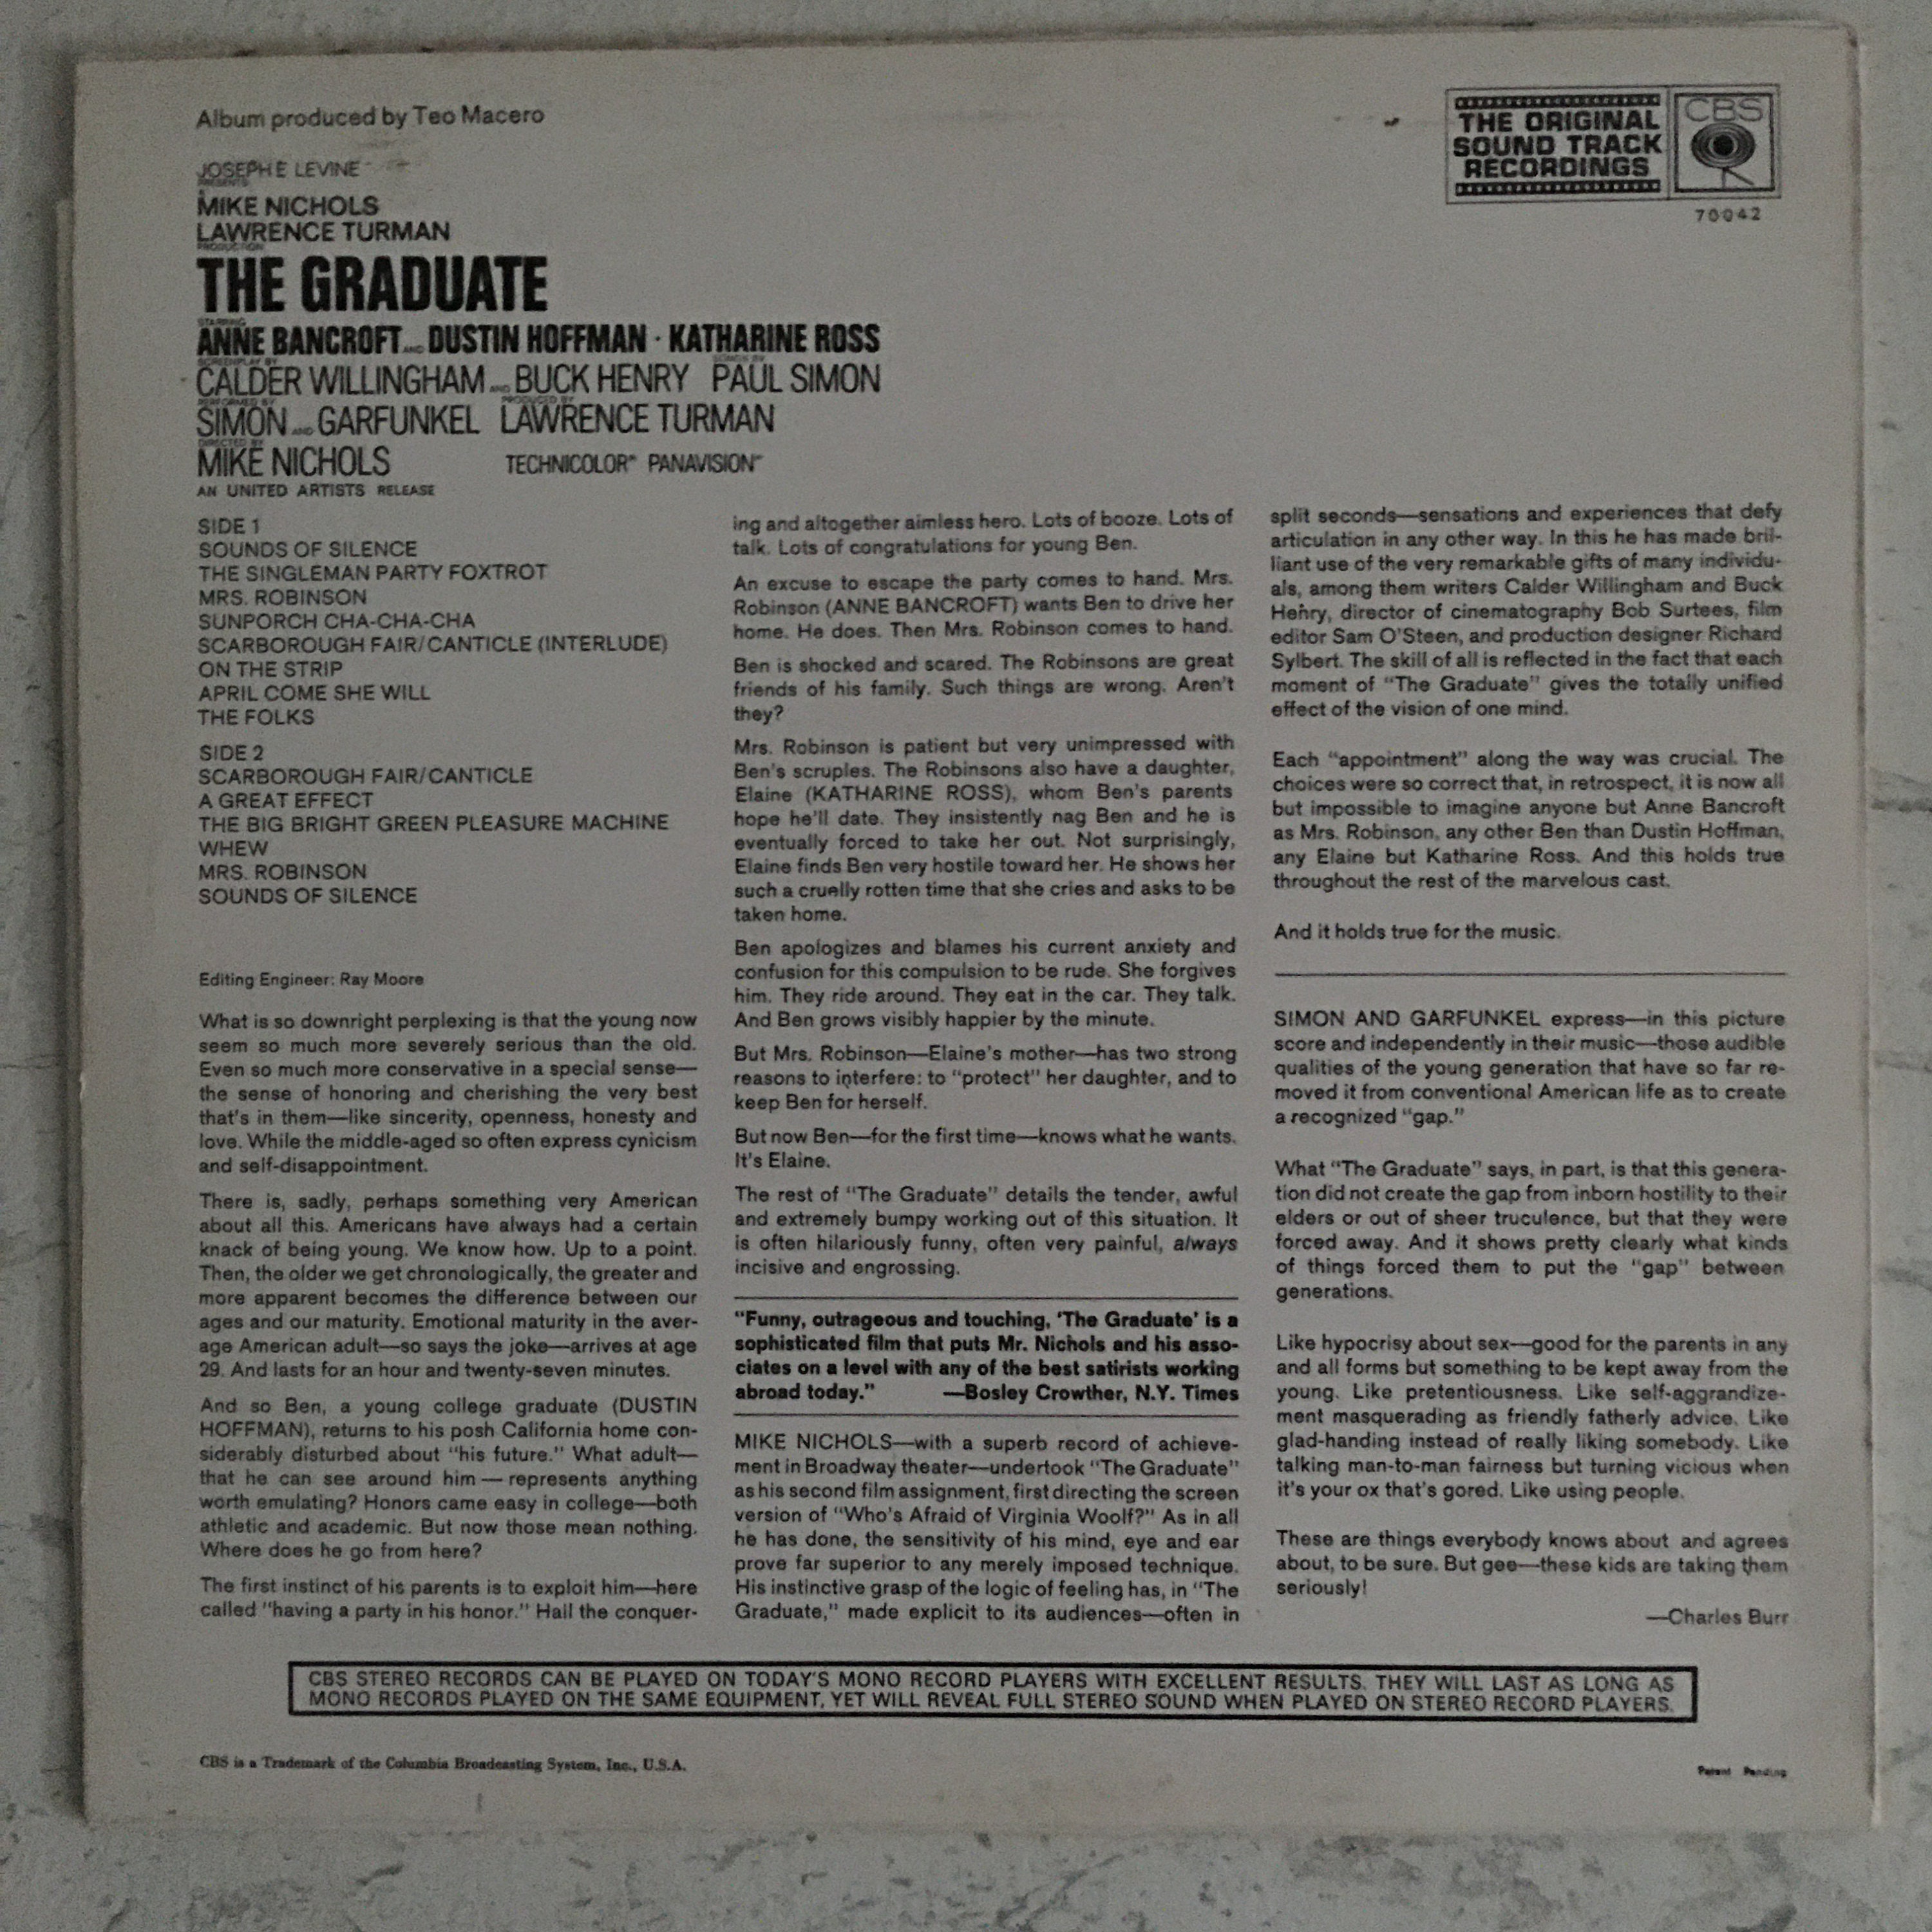 Album produced by Teo Macero
JOSEPH E LEVINE
PRESENTS
A
MIKE NICHOLS
LAWRENCE TURMAN
PRODUCTION
THE GRADUATE
STARRING
ANNE BANCROFT AND DUSTIN HOFFMAN · KATHARINE ROSS
SCREENPLAY BY SONGS BY
CALDER WILLINGHAM AND BUCK HENRY PAUL SIMON
PERFORMED BY PRODUCED BY
SIMON AND GARFUNKEL LAWRENCE TURMAN
DIRECTED BY
MIKE NICHOLS TECHNICOLOR® PANAVISION®
AN UNITED ARTISTS RELEASE
THE ORIGINAL
SOUND TRACK
RECORDINGS
CBS
70042
SIDE 1
SOUNDS OF SILENCE
THE SINGLEMAN PARTY FOXTROT
MRS. ROBINSON
SUNPORCH CHA-CHA-CHA
SCARBOROUGH FAIR/CANTICLE (INTERLUDE)
ON THE STRIP
APRIL COME SHE WILL
THE FOLKS
SIDE 2
SCARBOROUGH FAIR/CANTICLE
A GREAT EFFECT
THE BIG BRIGHT GREEN PLEASURE MACHINE
WHEW
MRS. ROBINSON
SOUNDS OF SILENCE
Editing Engineer: Ray Moore
What is so downright perplexing is that the young now
seem so much more severely serious than the old.
Even so much more conservative in a special sense—
the sense of honoring and cherishing the very best
that's in them—like sincerity, openness, honesty and
love. While the middle-aged so often express cynicism
and self-disappointment.
There is, sadly, perhaps something very American
about all this. Americans have always had a certain
knack of being young. We know how. Up to a point.
Then, the older we get chronologically, the greater and
more apparent becomes the difference between our
ages and our maturity. Emotional maturity in the aver-
age American adult—so says the joke—arrives at age
29. And lasts for an hour and twenty-seven minutes.
And so Ben, a young college graduate (DUSTIN
HOFFMAN), returns to his posh California home con-
siderably disturbed about "his future." What adult—
that he can see around him — represents anything
worth emulating? Honors came easy in college—both
athletic and academic. But now those mean nothing.
Where does he go from here?
The first instinct of his parents is to exploit him—here
called "having a party in his honor." Hail the conquer-
ing and altogether aimless hero. Lots of booze. Lots of
talk. Lots of congratulations for young Ben.
An excuse to escape the party comes to hand. Mrs.
Robinson (ANNE BANCROFT) wants Ben to drive her
home. He does. Then Mrs. Robinson comes to hand.
Ben is shocked and scared. The Robinsons are great
friends of his family. Such things are wrong. Aren't
they?
Mrs. Robinson is patient but very unimpressed with
Ben's scruples. The Robinsons also have a daughter,
Elaine (KATHARINE ROSS), whom Ben's parents
hope he'll date. They insistently nag Ben and he is
eventually forced to take her out. Not surprisingly,
Elaine finds Ben very hostile toward her. He shows her
such a cruelly rotten time that she cries and asks to be
taken home.
Ben apologizes and blames his current anxiety and
confusion for this compulsion to be rude. She forgives
him. They ride around. They eat in the car. They talk.
And Ben grows visibly happier by the minute.
But Mrs. Robinson—Elaine's mother—has two strong
reasons to interfere: to "protect" her daughter, and to
keep Ben for herself.
But now Ben—for the first time—knows what he wants.
It's Elaine.
The rest of "The Graduate" details the tender, awful
and extremely bumpy working out of this situation. It
is often hilariously funny, often very painful, always
incisive and engrossing.
"Funny, outrageous and touching, 'The Graduate' is a
sophisticated film that puts Mr. Nichols and his asso-
ciates on a level with any of the best satirists working
abroad today." —Bosley Crowther, N.Y. Times
MIKE NICHOLS—with a superb record of achieve-
ment in Broadway theater—undertook "The Graduate"
as his second film assignment, first directing the screen
version of "Who's Afraid of Virginia Woolf?" As in all
he has done, the sensitivity of his mind, eye and ear
prove far superior to any merely imposed technique.
His instinctive grasp of the logic of feeling has, in "The
Graduate," made explicit to its audiences—often in
split seconds—sensations and experiences that defy
articulation in any other way. In this he has made bril-
liant use of the very remarkable gifts of many individu-
als, among them writers Calder Willingham and Buck
Henry, director of cinematography Bob Surtees, film
editor Sam O'Steen, and production designer Richard
Sylbert. The skill of all is reflected in the fact that each
moment of "The Graduate" gives the totally unified
effect of the vision of one mind.
Each "appointment" along the way was crucial. The
choices were so correct that, in retrospect, it is now all
but impossible to imagine anyone but Anne Bancroft
as Mrs. Robinson, any other Ben than Dustin Hoffman,
any Elaine but Katharine Ross. And this holds true
throughout the rest of the marvelous cast.
And it holds true for the music.
SIMON AND GARFUNKEL express—in this picture
score and independently in their music—those audible
qualities of the young generation that have so far re-
moved it from conventional American life as to create
a recognized "gap."
What "The Graduate" says, in part, is that this genera-
tion did not create the gap from inborn hostility to their
elders or out of sheer truculence, but that they were
forced away. And it shows pretty clearly what kinds
of things forced them to put the "gap" between
generations.
Like hypocrisy about sex—good for the parents in any
and all forms but something to be kept away from the
young. Like pretentiousness. Like self-aggrandize-
ment masquerading as friendly fatherly advice. Like
glad-handing instead of really liking somebody. Like
talking man-to-man fairness but turning vicious when
it's your ox that's gored. Like using people.
These are things everybody knows about and agrees
about, to be sure. But gee—these kids are taking them
seriously!
—Charles Burr
CBS STEREO RECORDS CAN BE PLAYED ON TODAY'S MONO RECORD PLAYERS WITH EXCELLENT RESULTS. THEY WILL LAST AS LONG AS
MONO RECORDS PLAYED ON THE SAME EQUIPMENT, YET WILL REVEAL FULL STEREO SOUND WHEN PLAYED ON STEREO RECORD PLAYERS.
CBS is a Trademark of the Columbia Broadcasting System, Inc., U.S.A.
Patent Pending